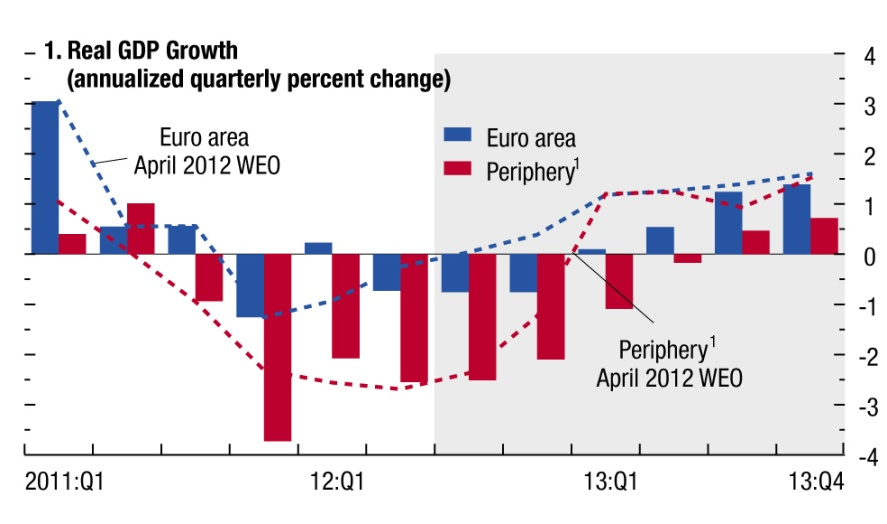 1. Real GDP Growth
(annualized quarterly percent change)
Euro area
April 2012 WEO
Euro area
Periphery¹
Periphery¹
April 2012 WEO
4
3
2
1
0
-1
-2
-3
-4
2011:Q1 12:Q1 13:Q1 13:Q4